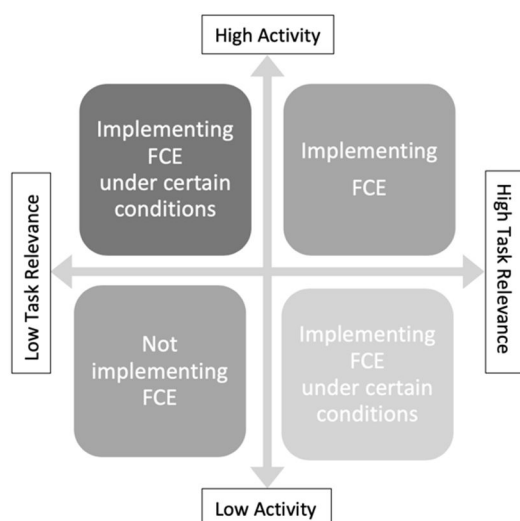 High Activity
Implementing
FCE
under certain
conditions
Implementing
FCE
Low Task Relevance
High Task Relevance
Not
implementing
FCE
Implementing
FCE
under certain
conditions
Low Activity